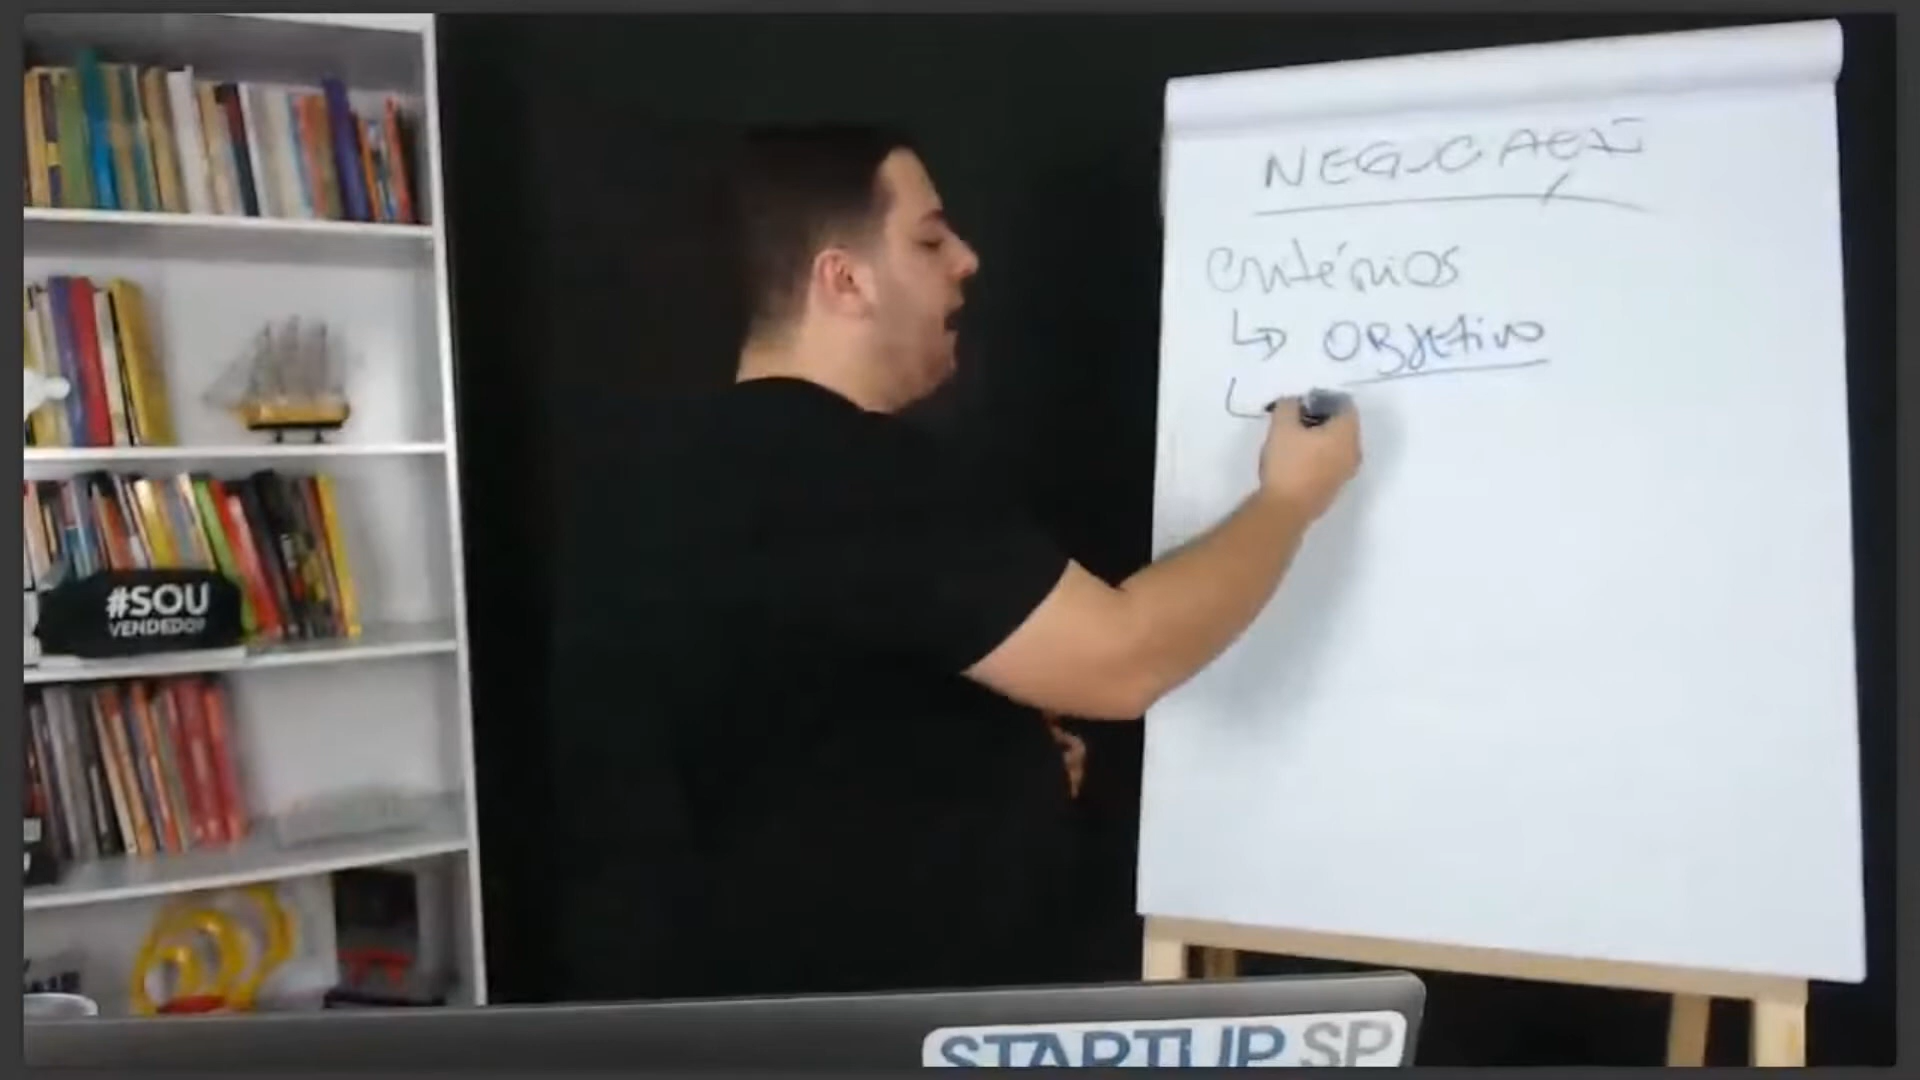 NEGOCIAÇÃO
critérios
↳ OBJETIVO
↳
#SOU
VENDEDOR
STARTUP SP